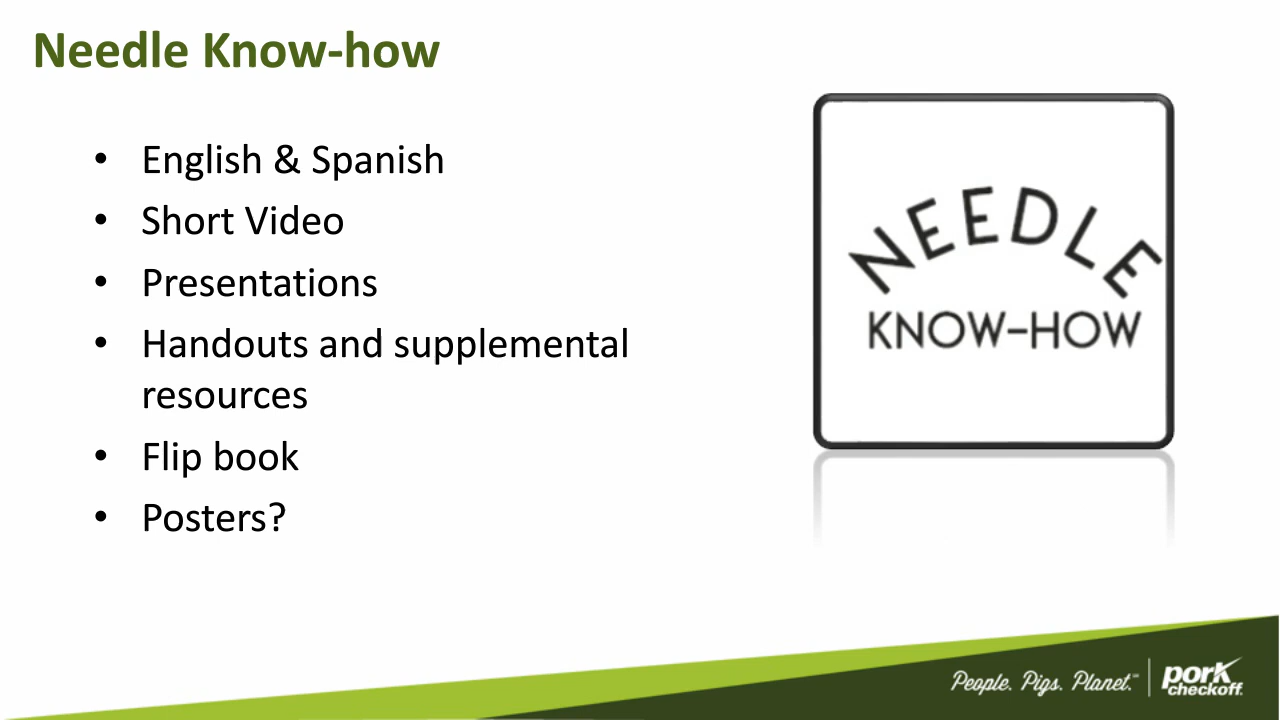 Needle Know-how
• English & Spanish
• Short Video
• Presentations
• Handouts and supplemental
resources
• Flip book
• Posters?
NEEDLE
KNOW-HOW
People. Pigs. Planet.℠
pork
checkoff.